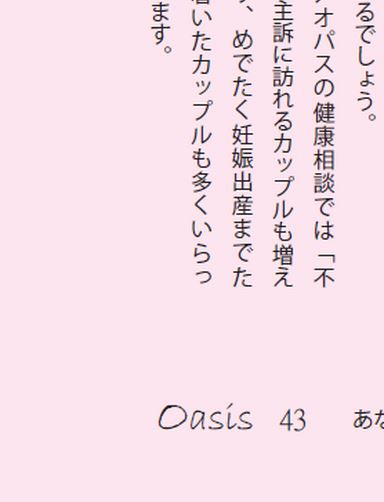 るでしょう。
オパスの健康相談では「不
主訴に訪れるカップルも増え
、めでたく妊娠出産までた
いたカップルも多くいらっ
ます。
Oasis 43 あな